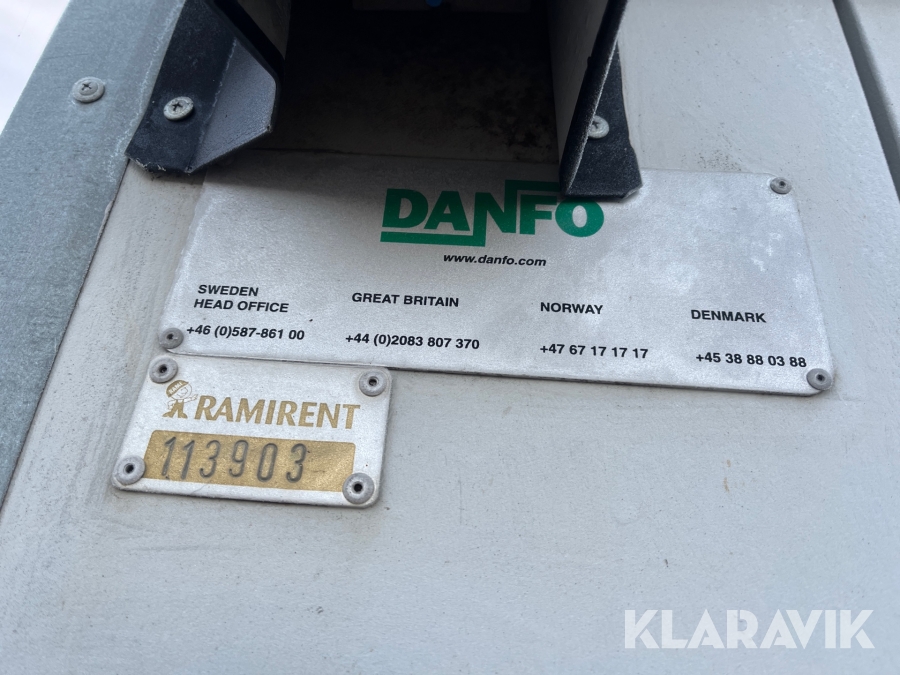 DANFO
www.danfo.com
SWEDEN
HEAD OFFICE
+46 (0)587-861 00
GREAT BRITAIN
+44 (0)2083 807 370
NORWAY
+47 67 17 17 17
DENMARK
+45 38 88 03 88
RAMIRENT
113903
KLARAVIK